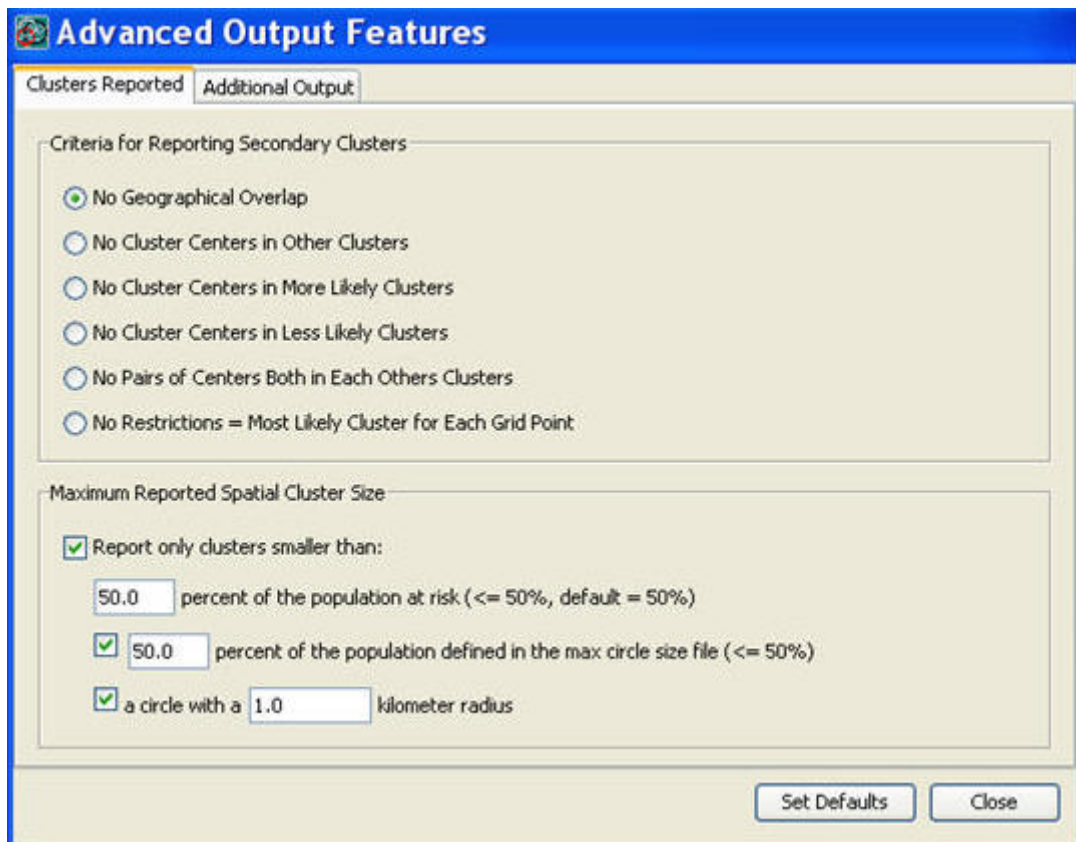 Advanced Output Features
Clusters Reported Additional Output
Criteria for Reporting Secondary Clusters
No Geographical Overlap
No Cluster Centers in Other Clusters
No Cluster Centers in More Likely Clusters
No Cluster Centers in Less Likely Clusters
No Pairs of Centers Both in Each Others Clusters
No Restrictions = Most Likely Cluster for Each Grid Point
Maximum Reported Spatial Cluster Size
Report only clusters smaller than:
50.0 percent of the population at risk (<= 50%, default = 50%)
50.0 percent of the population defined in the max circle size file (<= 50%)
a circle with a 1.0 kilometer radius
Set Defaults Close